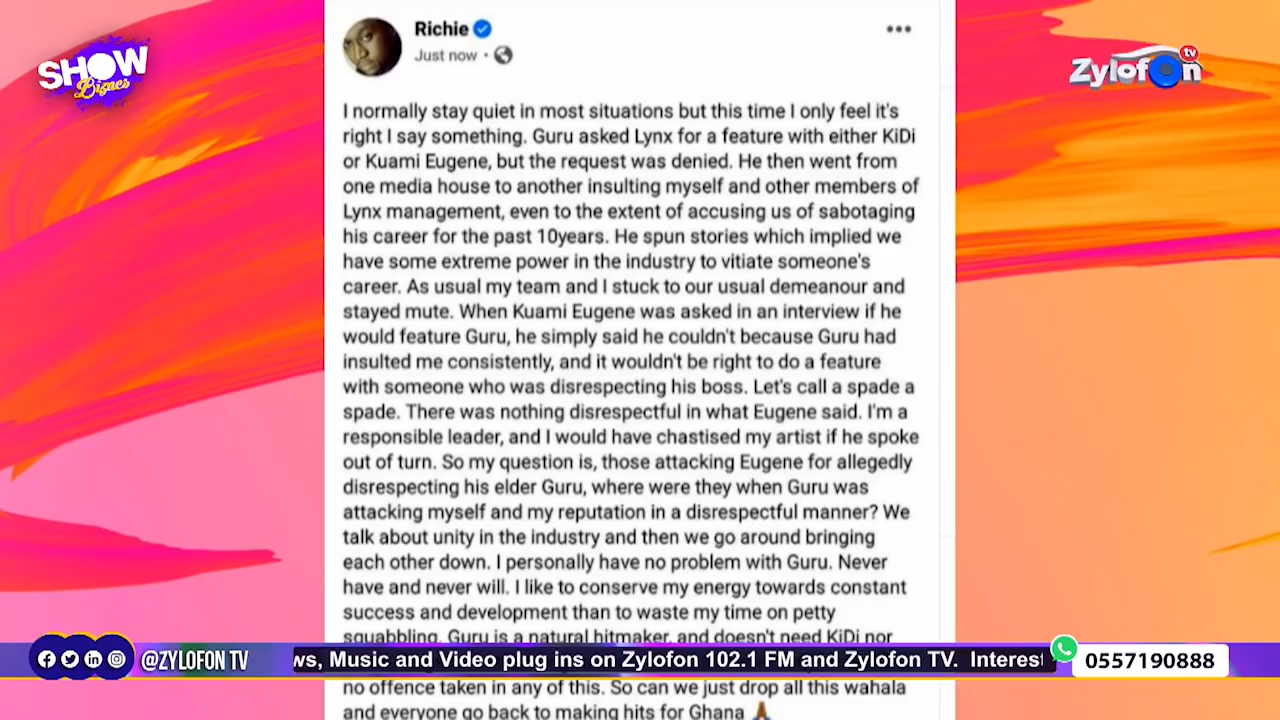 SHOW
Biznes
Richie
Just now ·
Zylofon
tv
I normally stay quiet in most situations but this time I only feel it's
right I say something. Guru asked Lynx for a feature with either KiDi
or Kuami Eugene, but the request was denied. He then went from
one media house to another insulting myself and other members of
Lynx management, even to the extent of accusing us of sabotaging
his career for the past 10years. He spun stories which implied we
have some extreme power in the industry to vitiate someone's
career. As usual my team and I stuck to our usual demeanour and
stayed mute. When Kuami Eugene was asked in an interview if he
would feature Guru, he simply said he couldn't because Guru had
insulted me consistently, and it wouldn't be right to do a feature
with someone who was disrespecting his boss. Let's call a spade a
spade. There was nothing disrespectful in what Eugene said. I'm a
responsible leader, and I would have chastised my artist if he spoke
out of turn. So my question is, those attacking Eugene for allegedly
disrespecting his elder Guru, where were they when Guru was
attacking myself and my reputation in a disrespectful manner? We
talk about unity in the industry and then we go around bringing
each other down. I personally have no problem with Guru. Never
have and never will. I like to conserve my energy towards constant
success and development than to waste my time on petty
squabbling. Guru is a natural hitmaker, and doesn't need KiDi nor
@ZYLOFON TV
ws, Music and Video plug ins on Zylofon 102.1 FM and Zylofon TV. Interest
0557190888
no offence taken in any of this. So can we just drop all this wahala
and everyone go back to making hits for Ghana